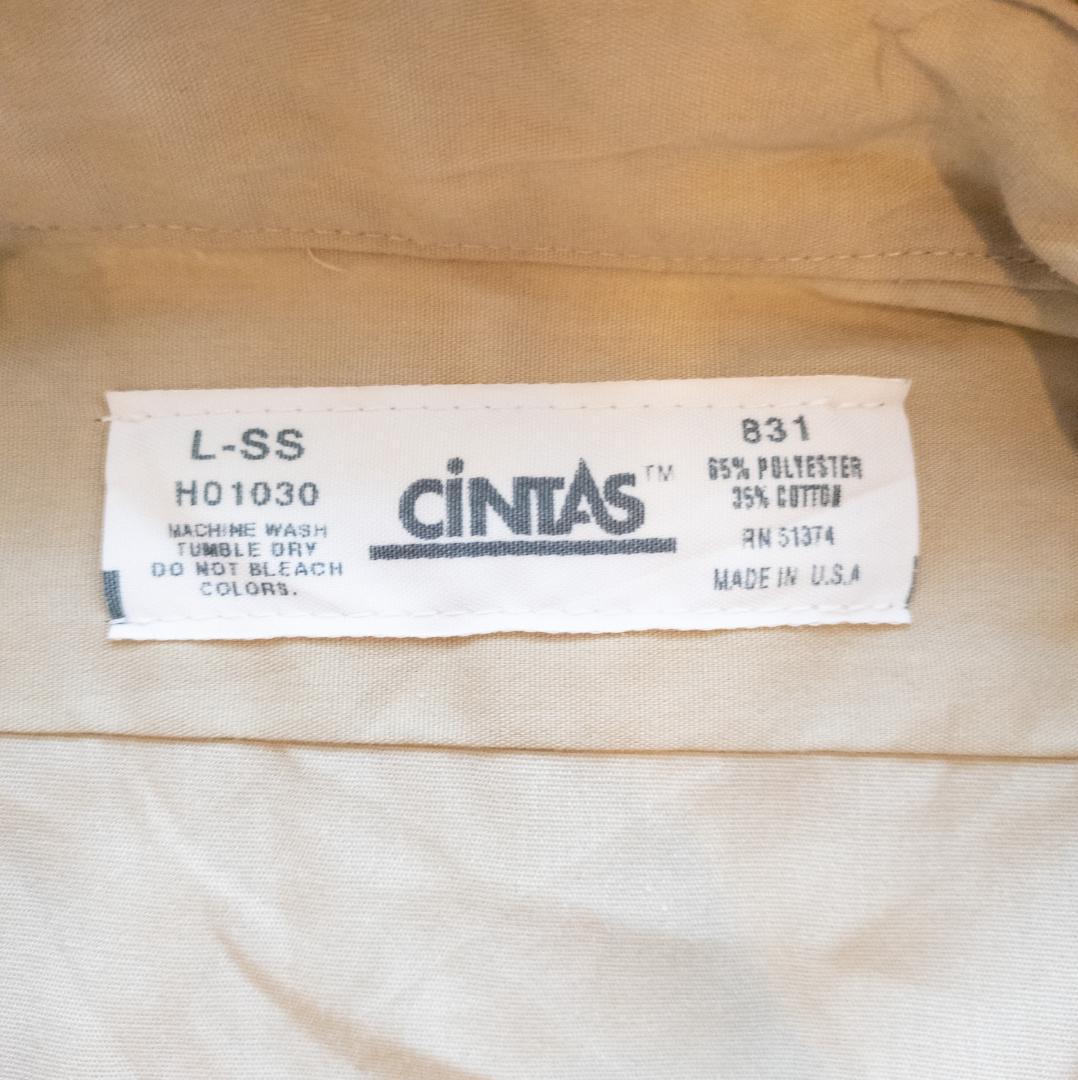 L-SS
H01030
MACHINE WASH
TUMBLE DRY
DO NOT BLEACH
COLORS.
CiNTAS™
831
65% POLYESTER
35% COTTON
RN 51374
MADE IN U.S.A